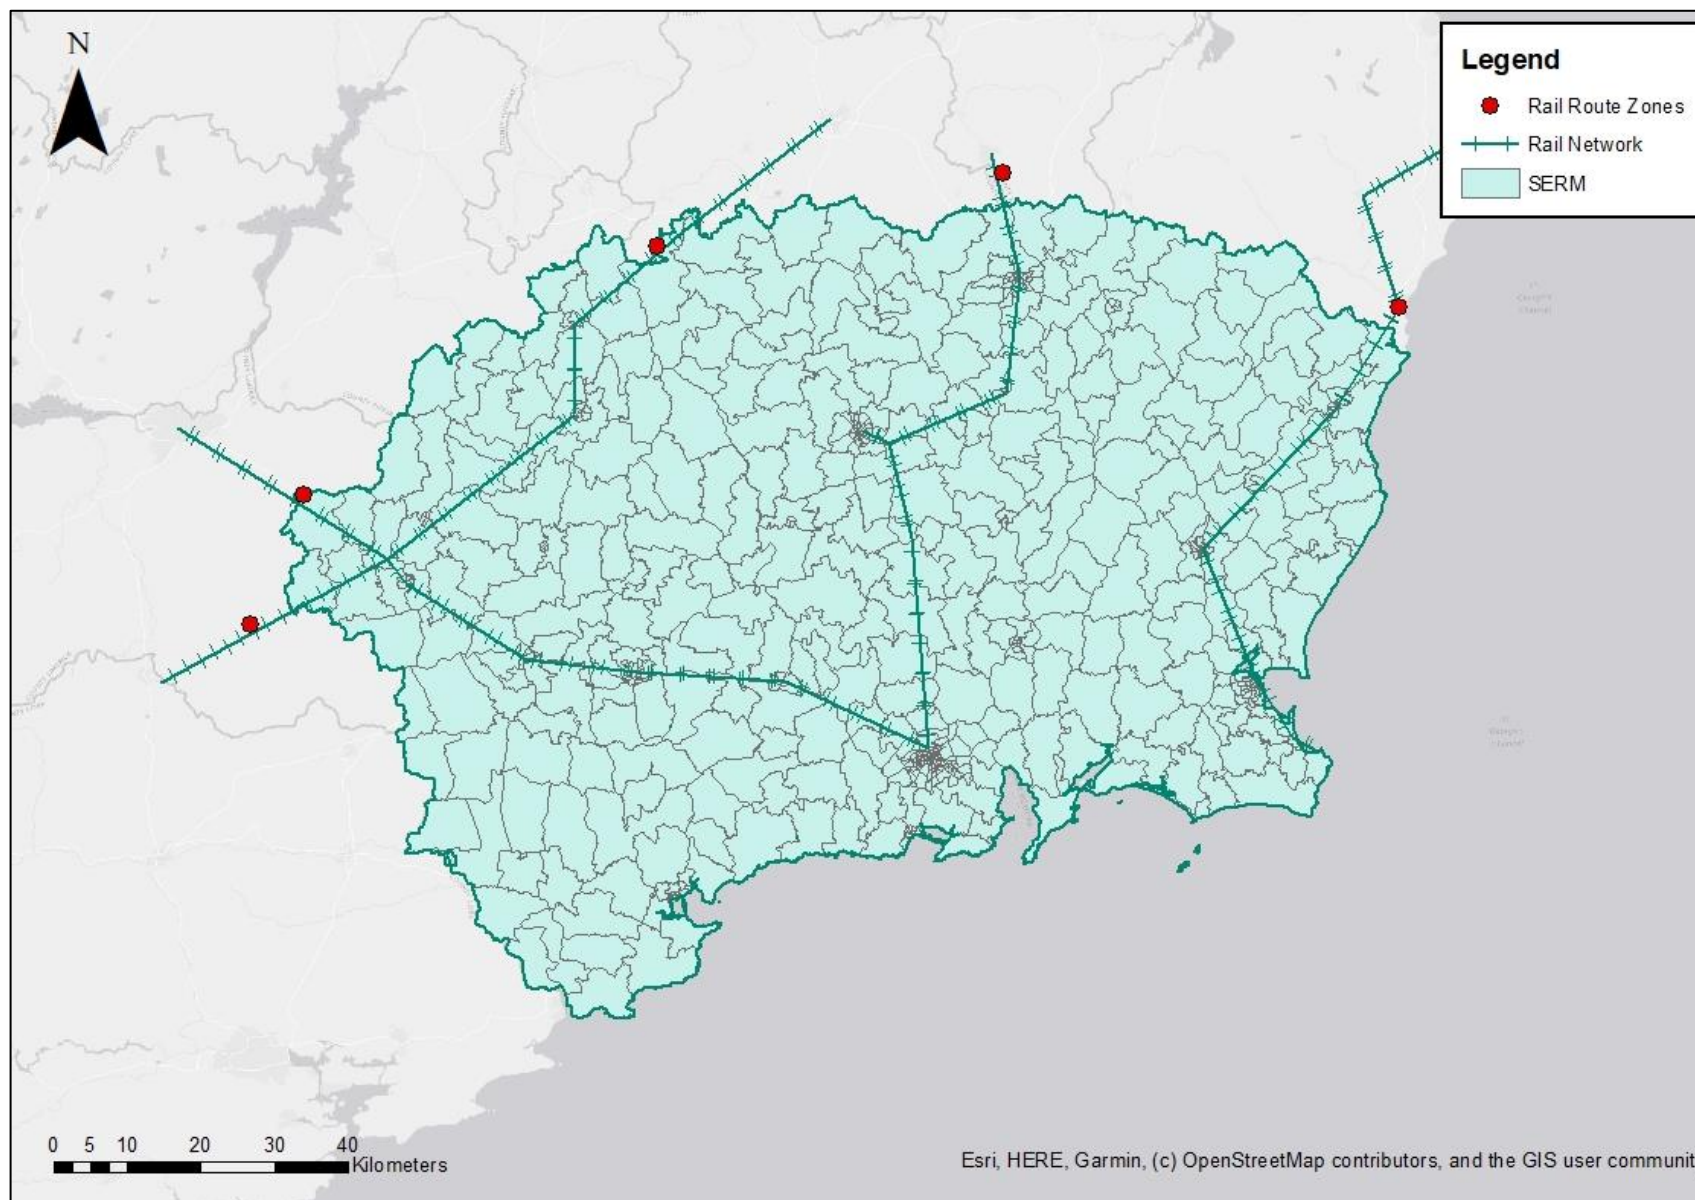 N
Legend
Rail Route Zones
Rail Network
SERM
0 5 10 20 30 40
Kilometers
Esri, HERE, Garmin, (c) OpenStreetMap contributors, and the GIS user communit